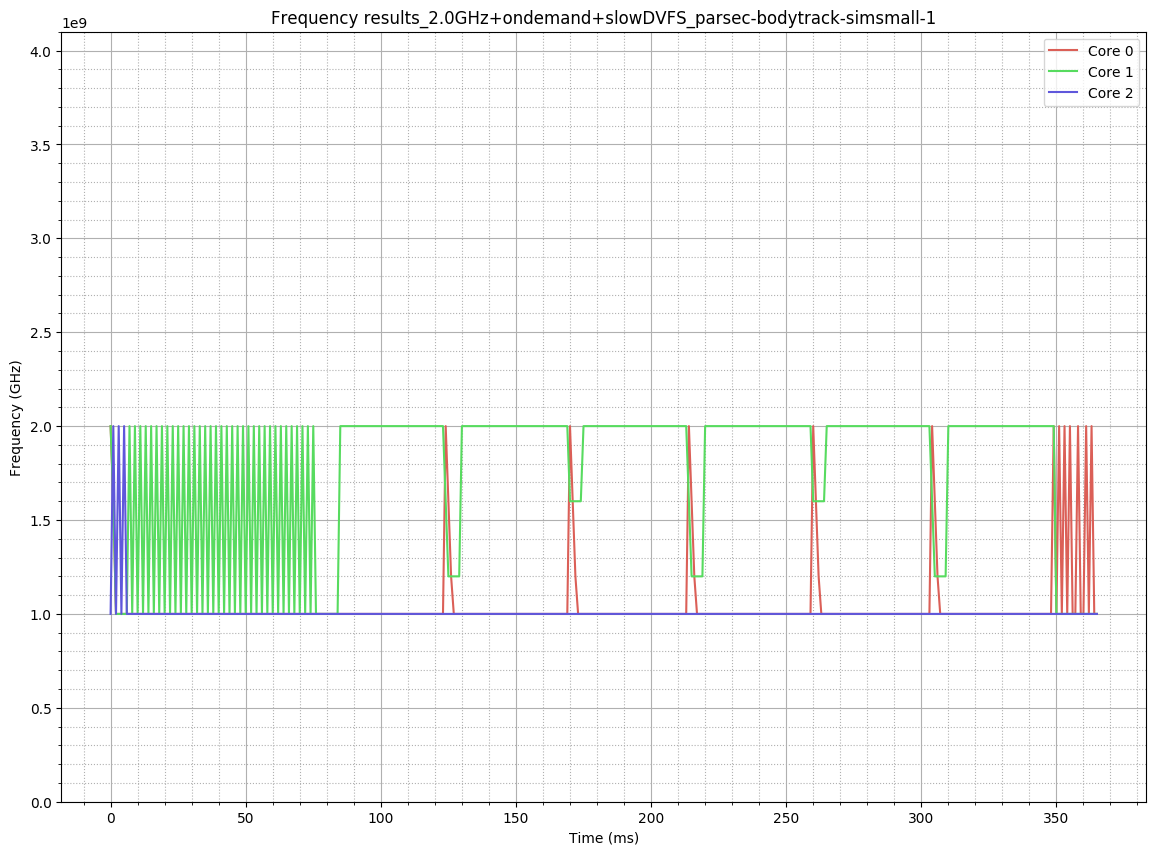 Frequency results_2.0GHz+ondemand+slowDVFS_parsec-bodytrack-simsmall-1
1e9
Core 0
Core 1
Core 2
4.0
3.5
3.0
2.5
2.0
1.5
1.0
0.5
0.0
Frequency (GHz)
0 50 100 150 200 250 300 350
Time (ms)